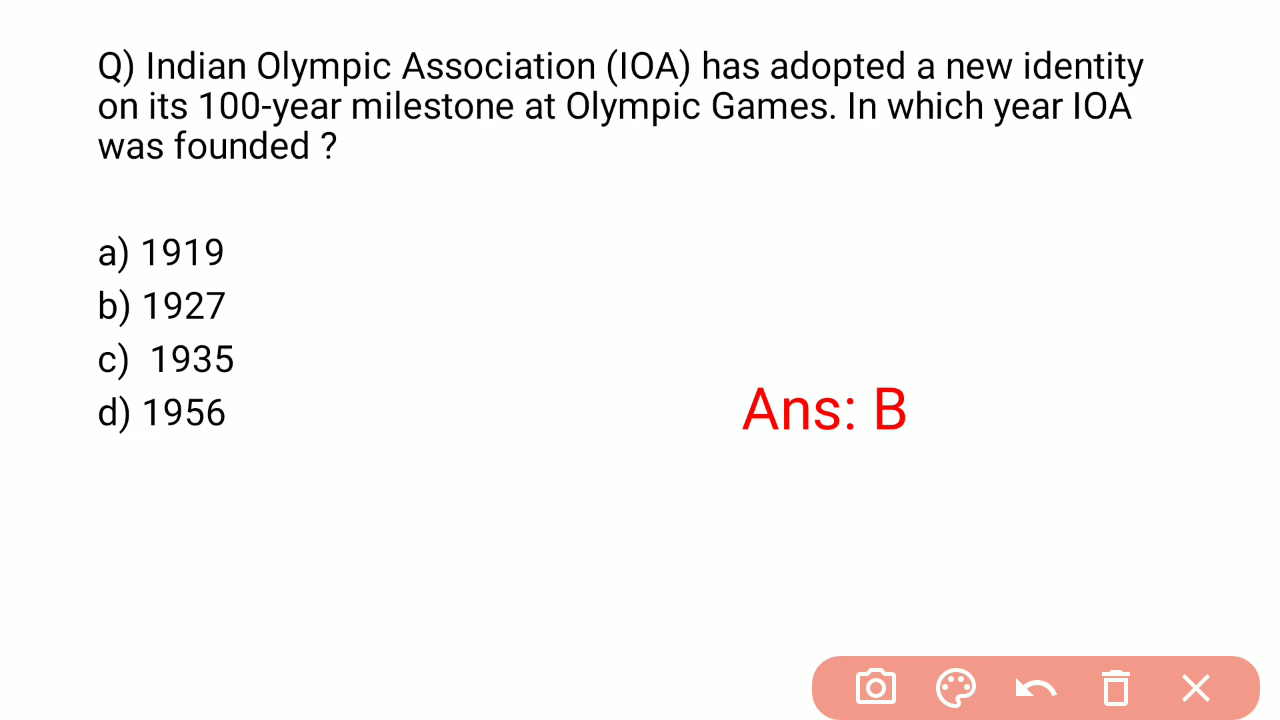 Q) Indian Olympic Association (IOA) has adopted a new identity
on its 100-year milestone at Olympic Games. In which year IOA
was founded ?
a) 1919
b) 1927
c) 1935
d) 1956
Ans: B